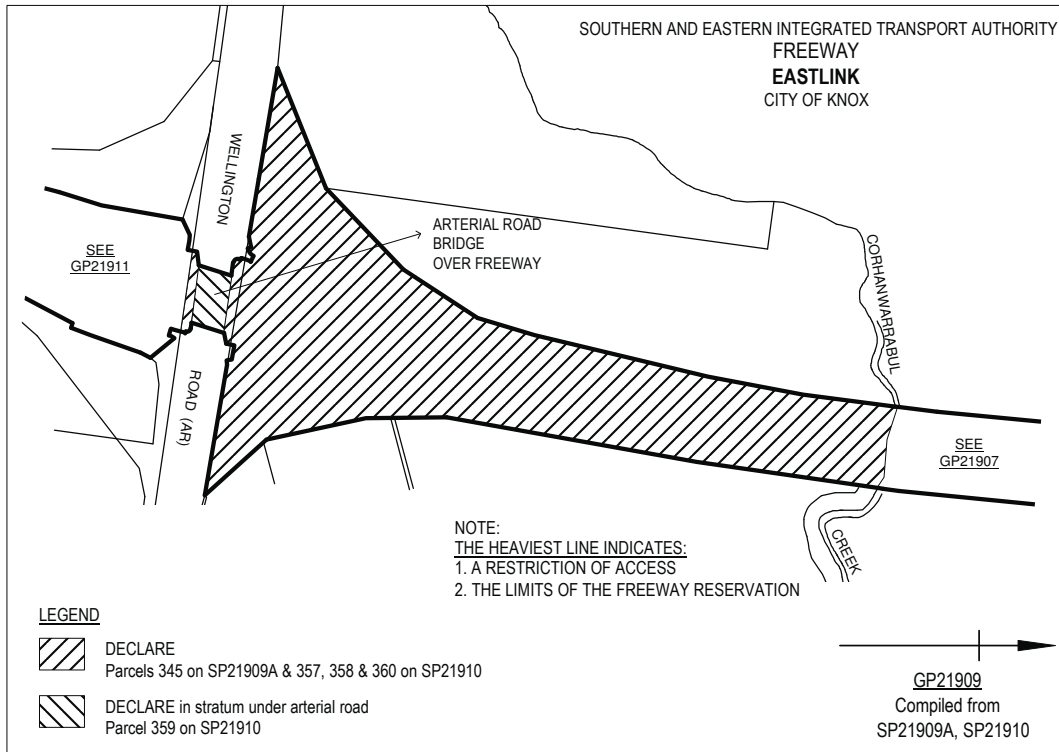 SOUTHERN AND EASTERN INTEGRATED TRANSPORT AUTHORITY
FREEWAY
EASTLINK
CITY OF KNOX
WELLINGTON
ARTERIAL ROAD
BRIDGE
OVER FREEWAY
SEE
GP21911
CORHANWARRABUL
ROAD (AR)
SEE
GP21907
CREEK
NOTE:
THE HEAVIEST LINE INDICATES:
1. A RESTRICTION OF ACCESS
2. THE LIMITS OF THE FREEWAY RESERVATION
LEGEND
DECLARE
Parcels 345 on SP21909A & 357, 358 & 360 on SP21910
DECLARE in stratum under arterial road
Parcel 359 on SP21910
GP21909
Compiled from
SP21909A, SP21910